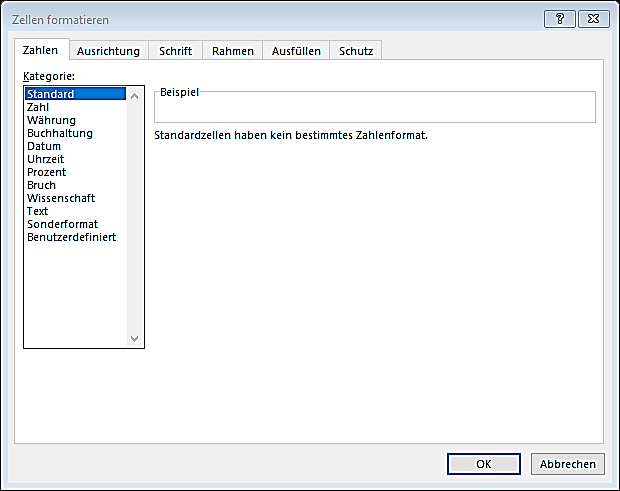 Zellen formatieren
?
Zahlen Ausrichtung Schrift Rahmen Ausfüllen Schutz
Kategorie:
Standard
Zahl
Währung
Buchhaltung
Datum
Uhrzeit
Prozent
Bruch
Wissenschaft
Text
Sonderformat
Benutzerdefiniert
Beispiel
Standardzellen haben kein bestimmtes Zahlenformat.
OK Abbrechen